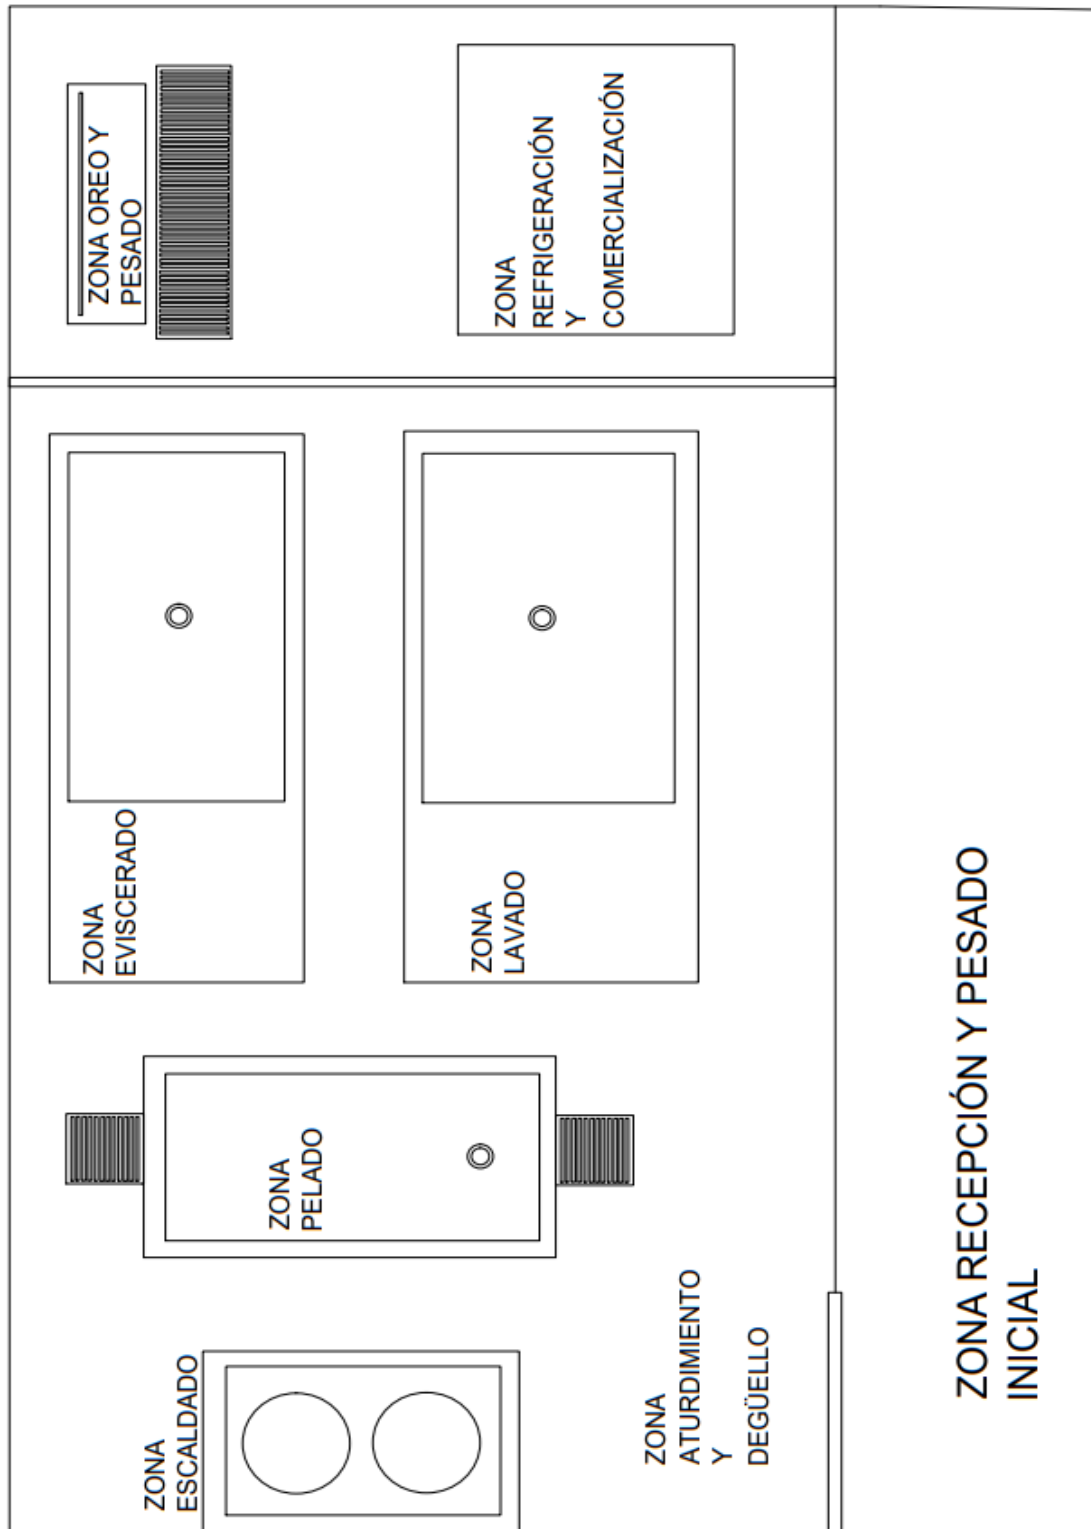 ZONA OREO Y
PESADO
ZONA
REFRIGERACIÓN
Y
COMERCIALIZACIÓN
ZONA
EVISCERADO
ZONA
LAVADO
ZONA
PELADO
ZONA
ESCALDADO
ZONA
ATURDIMIENTO
Y
DEGÜELLO
ZONA RECEPCIÓN Y PESADO
INICIAL